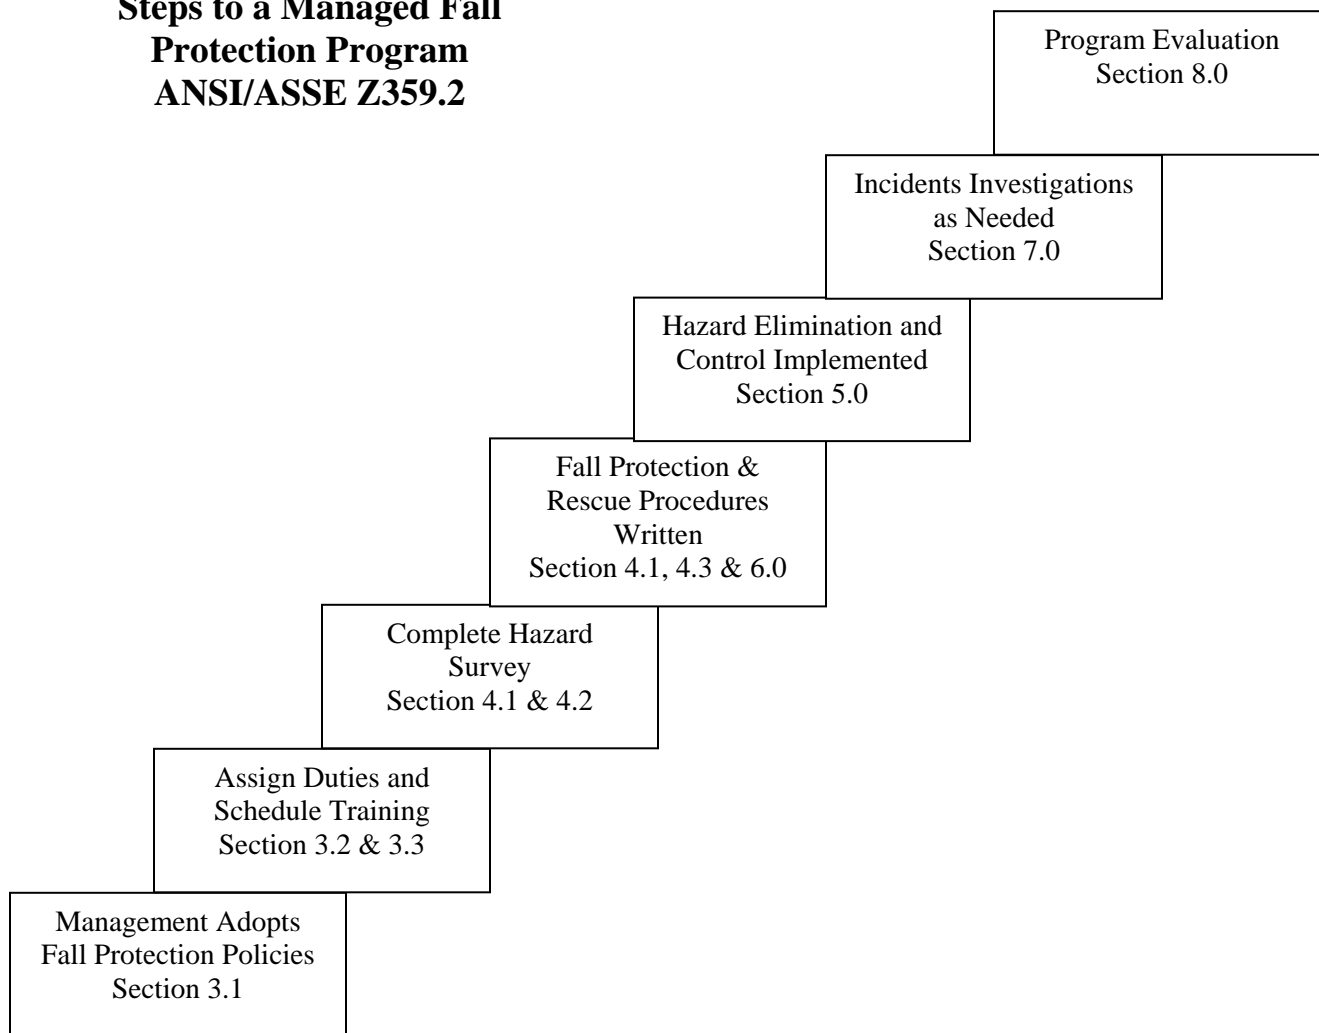 Steps to a Managed Fall
Protection Program
ANSI/ASSE Z359.2
Program Evaluation
Section 8.0
Incidents Investigations
as Needed
Section 7.0
Hazard Elimination and
Control Implemented
Section 5.0
Fall Protection &
Rescue Procedures
Written
Section 4.1, 4.3 & 6.0
Complete Hazard
Survey
Section 4.1 & 4.2
Assign Duties and
Schedule Training
Section 3.2 & 3.3
Management Adopts
Fall Protection Policies
Section 3.1